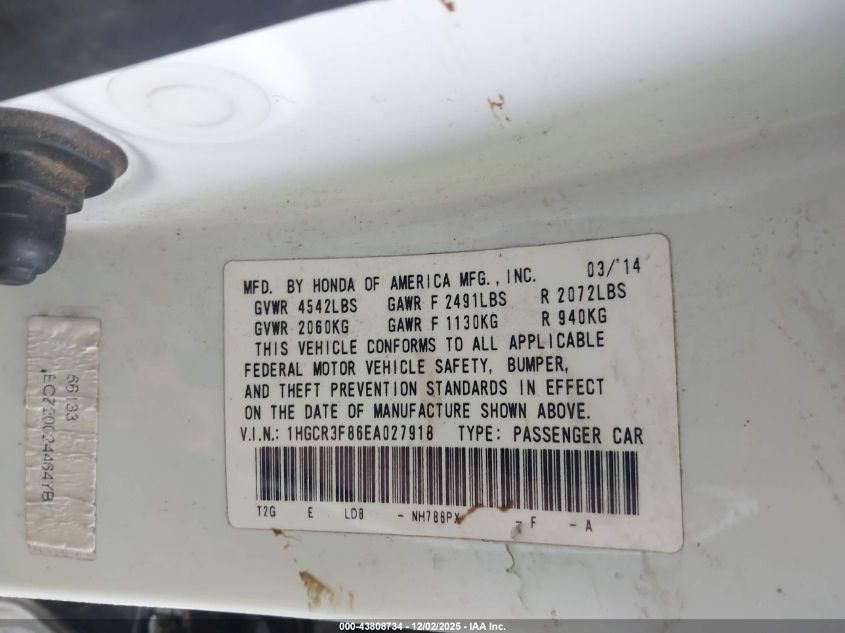 MFD. BY HONDA OF AMERICA MFG., INC. 03/'14
GVWR 4542LBS GAWR F 2491LBS R 2072LBS
GVWR 2060KG GAWR F 1130KG R 940KG
THIS VEHICLE CONFORMS TO ALL APPLICABLE
FEDERAL MOTOR VEHICLE SAFETY, BUMPER,
AND THEFT PREVENTION STANDARDS IN EFFECT
ON THE DATE OF MANUFACTURE SHOWN ABOVE.
V.I.N.: 1HGCR3F86EA027918 TYPE: PASSENGER CAR
T2G E LD8 - NH788PX - F - A
66133
EC220024464YB
000-43808734 - 12/02/2025 - IAA Inc.